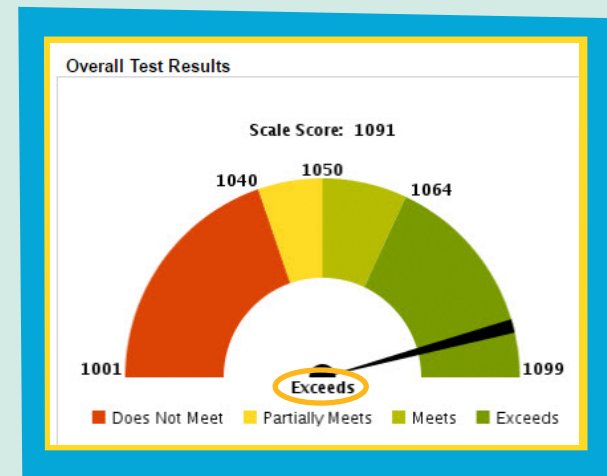 Overall Test Results
Scale Score: 1091
1050
1040
1064
1001
1099
Exceeds
Does Not Meet Partially Meets Meets Exceeds